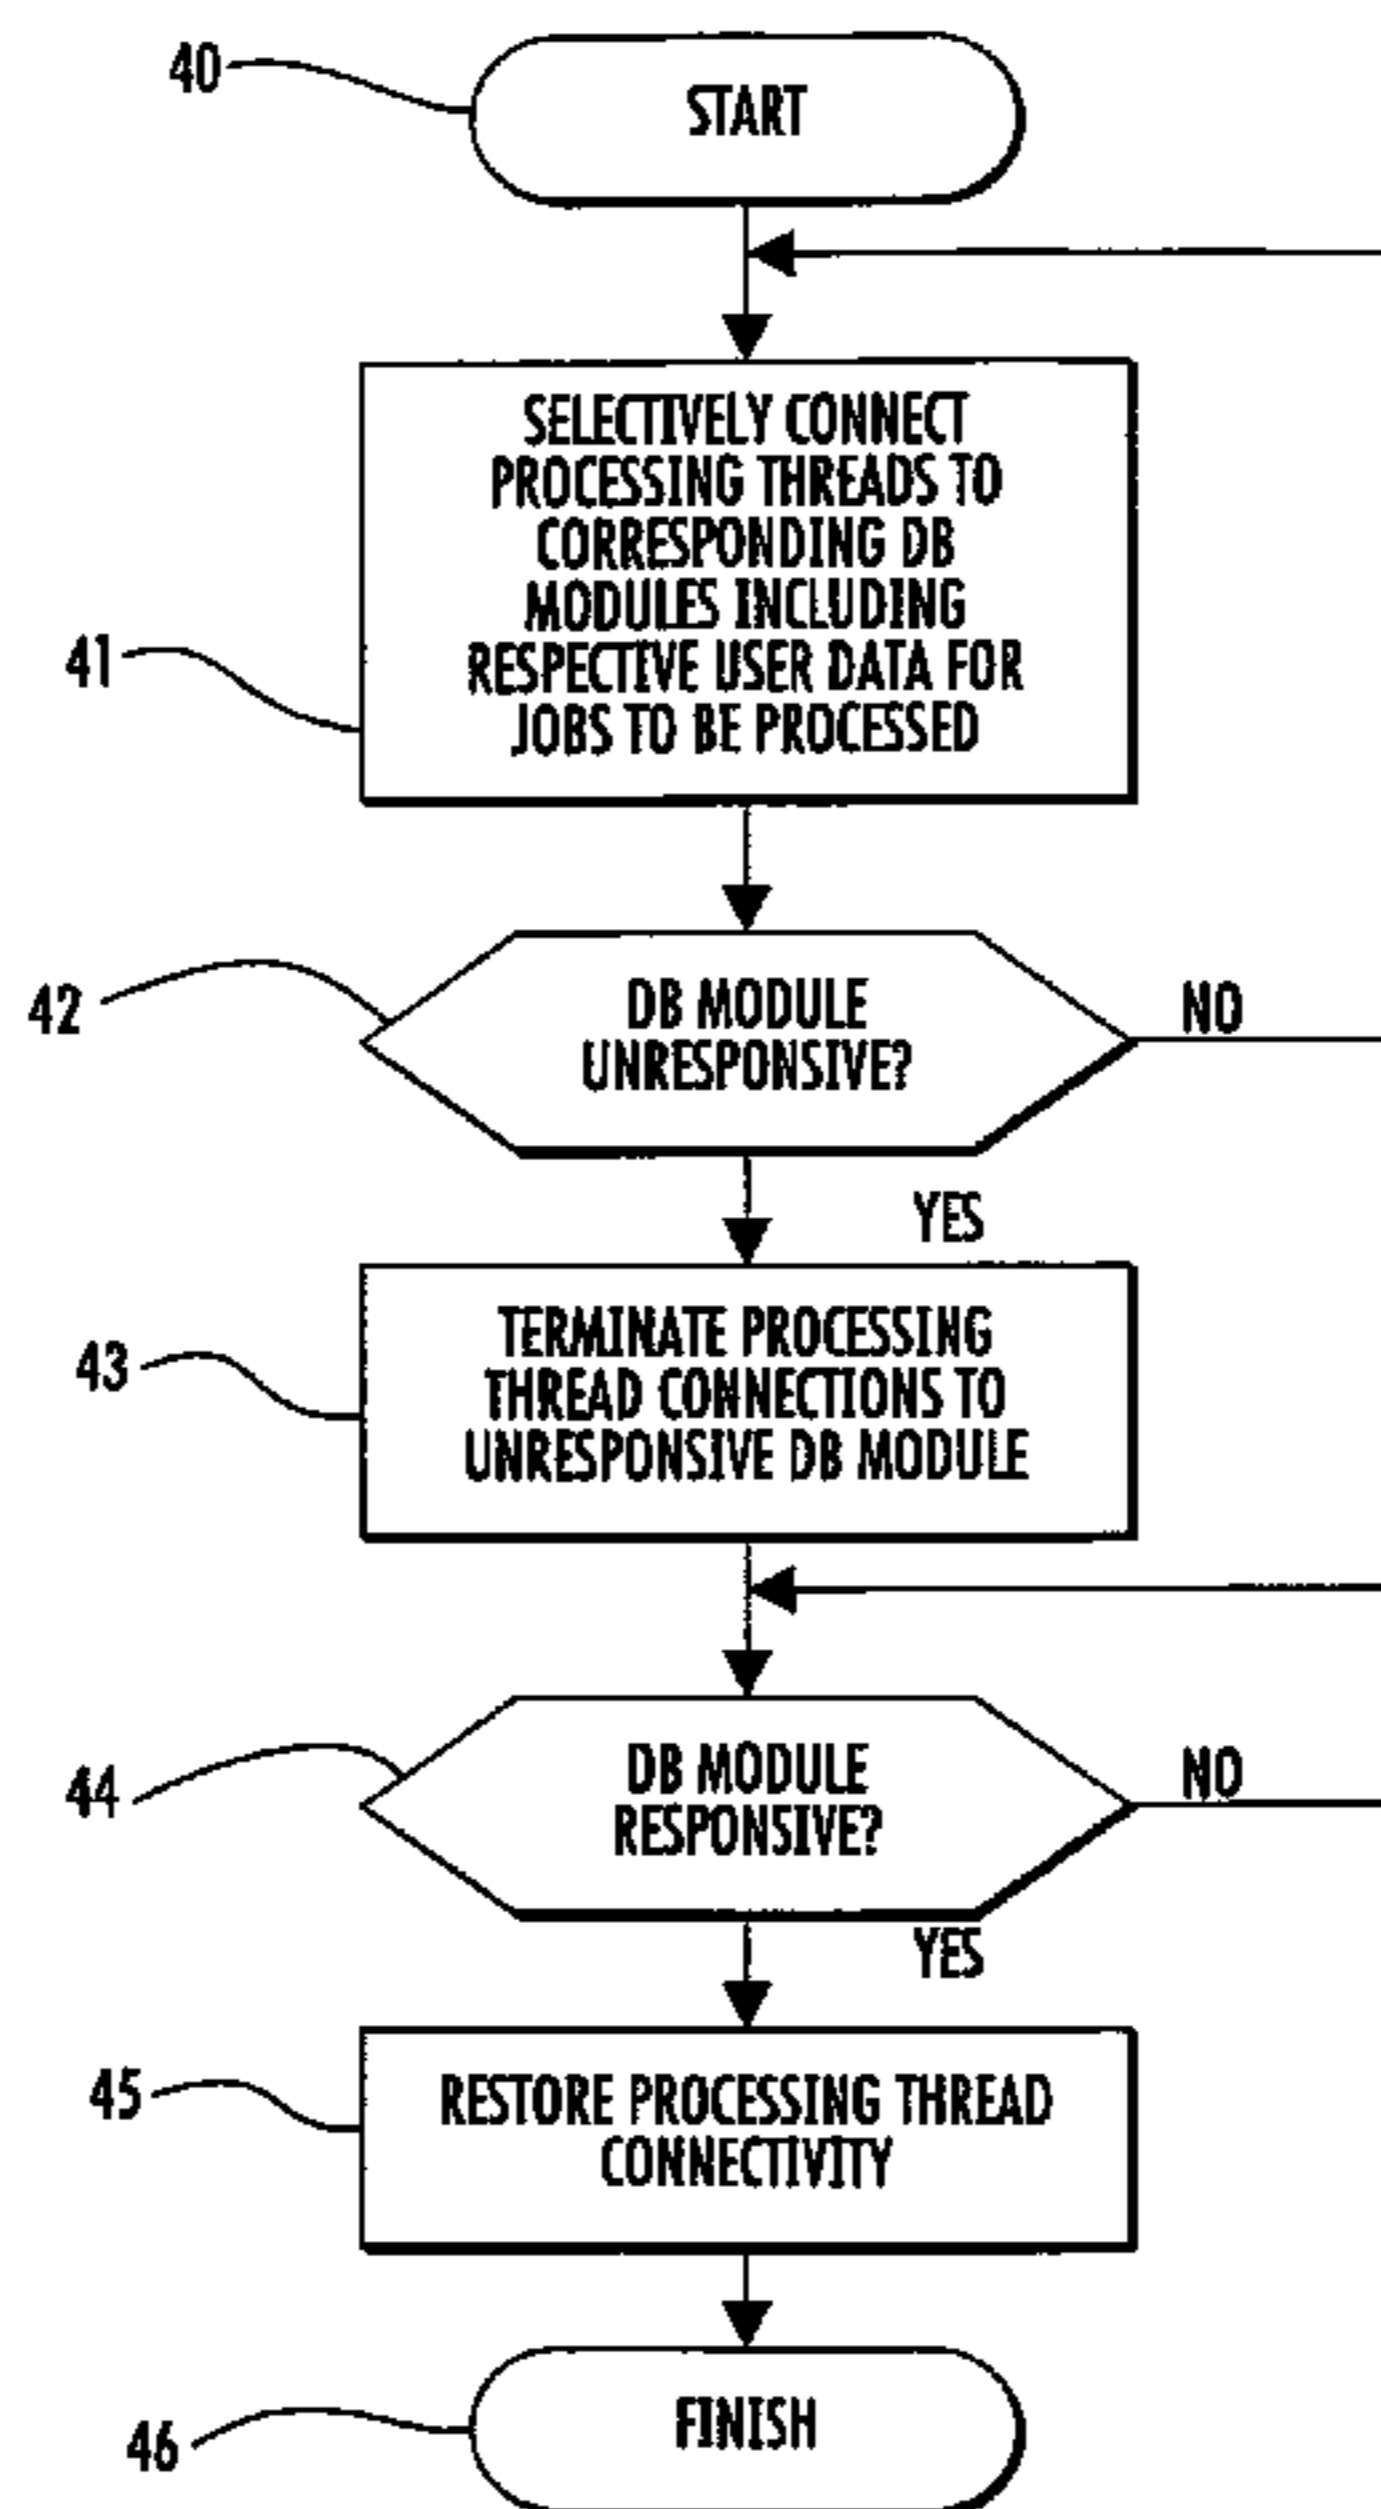 40
START
SELECTIVELY CONNECT
PROCESSING THREADS TO
CORRESPONDING DB
MODULES INCLUDING
RESPECTIVE USER DATA FOR
JOBS TO BE PROCESSED
41
42
DB MODULE
UNRESPONSIVE?
NO
YES
43
TERMINATE PROCESSING
THREAD CONNECTIONS TO
UNRESPONSIVE DB MODULE
44
DB MODULE
RESPONSIVE?
NO
YES
45
RESTORE PROCESSING THREAD
CONNECTIVITY
46
FINISH